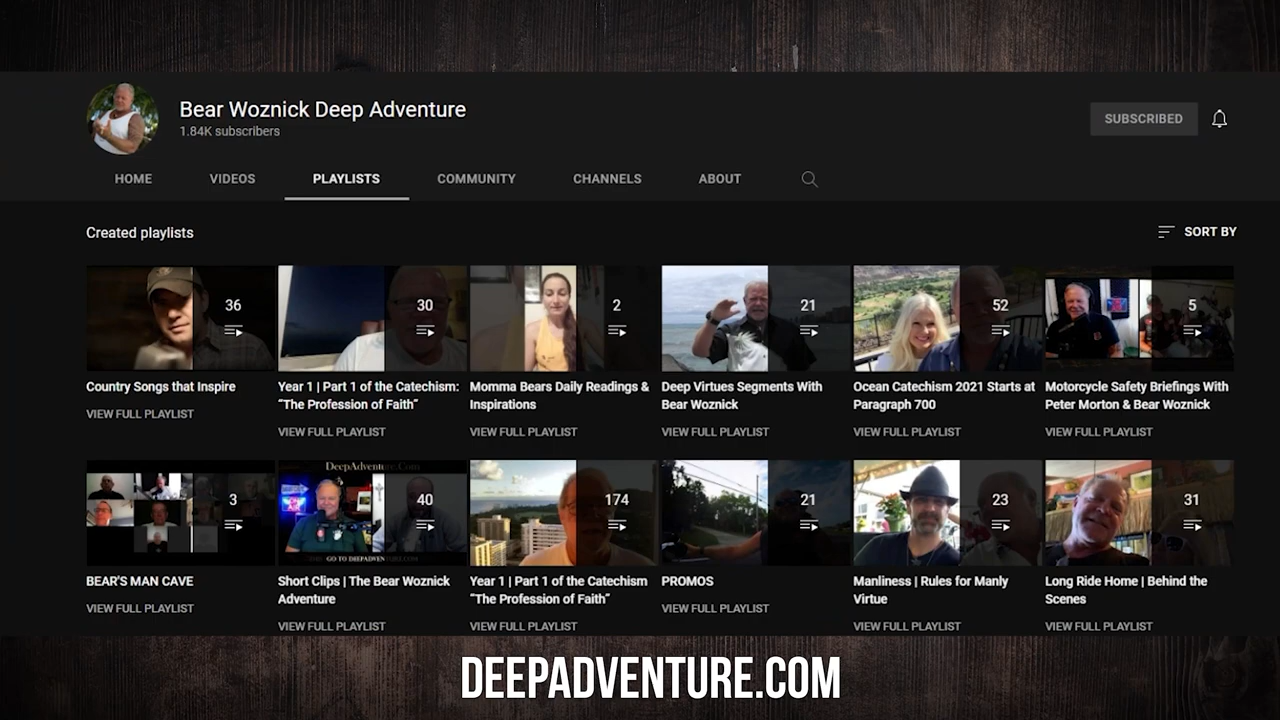 Bear Woznick Deep Adventure
1.84K subscribers
SUBSCRIBED
HOME
VIDEOS
PLAYLISTS
COMMUNITY
CHANNELS
ABOUT
Created playlists
SORT BY
36
30
2
21
52
5
Country Songs that Inspire
VIEW FULL PLAYLIST
Year 1 | Part 1 of the Catechism:
“The Profession of Faith”
VIEW FULL PLAYLIST
Momma Bears Daily Readings &
Inspirations
VIEW FULL PLAYLIST
Deep Virtues Segments With
Bear Woznick
VIEW FULL PLAYLIST
Ocean Catechism 2021 Starts at
Paragraph 700
VIEW FULL PLAYLIST
Motorcycle Safety Briefings With
Peter Morton & Bear Woznick
VIEW FULL PLAYLIST
DeepAdventure.Com
3
40
174
21
23
31
GO TO DEEPADVENTURE.COM
BEAR'S MAN CAVE
VIEW FULL PLAYLIST
Short Clips | The Bear Woznick
Adventure
VIEW FULL PLAYLIST
Year 1 | Part 1 of the Catechism
“The Profession of Faith”
VIEW FULL PLAYLIST
PROMOS
VIEW FULL PLAYLIST
Manliness | Rules for Manly
Virtue
VIEW FULL PLAYLIST
Long Ride Home | Behind the
Scenes
VIEW FULL PLAYLIST
DEEPADVENTURE.COM